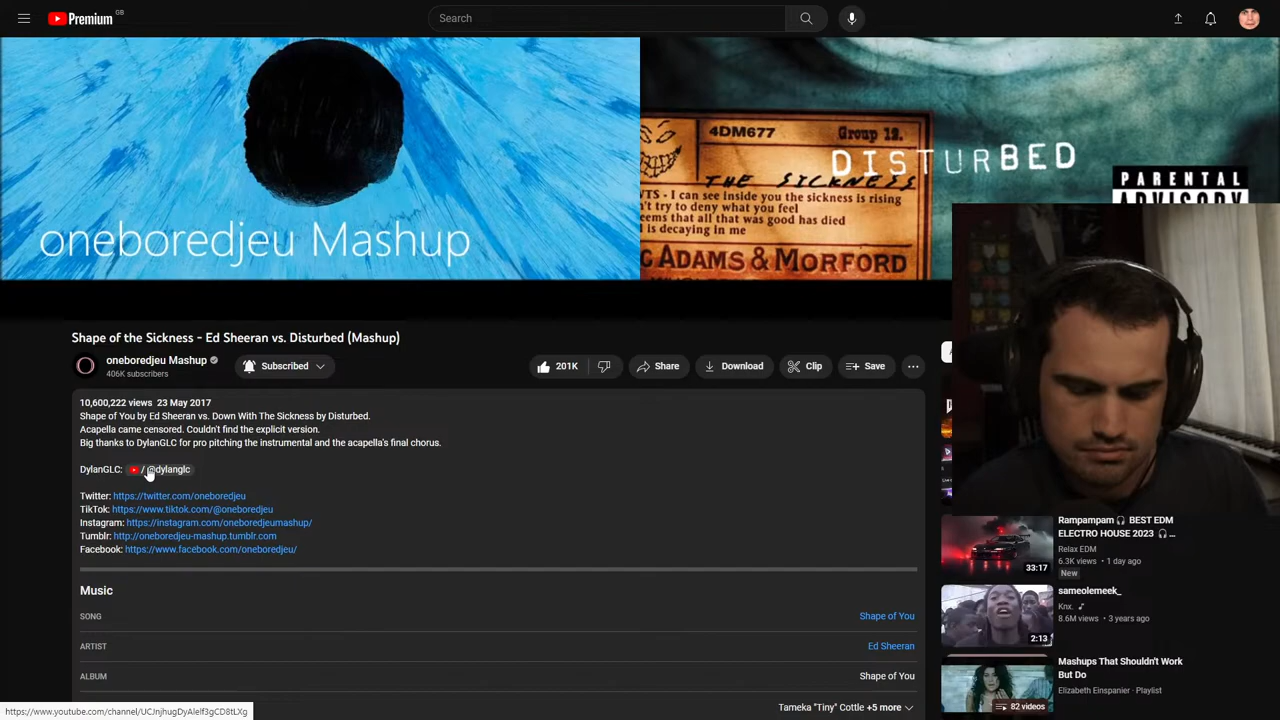 Premium GB
Search
oneboredjeu Mashup
4DM677
Group 12.
DISTURBED
THE SICKNESS
PARENTAL
ADVISORY
NTS - I can see inside you the sickness is rising
't try to deny what you feel
eems that all that was good has died
l is decaying in me
C ADAMS & MORFORD
Shape of the Sickness - Ed Sheeran vs. Disturbed (Mashup)
oneboredjeu Mashup
406K subscribers
Subscribed
201K
Share
Download
Clip
Save
10,600,222 views 23 May 2017
Shape of You by Ed Sheeran vs. Down With The Sickness by Disturbed.
Acapella came censored. Couldn't find the explicit version.
Big thanks to DylanGLC for pro pitching the instrumental and the acapella's final chorus.
DylanGLC: / @dylanglc
Twitter: https://twitter.com/oneboredjeu
TikTok: https://www.tiktok.com/@oneboredjeu
Instagram: https://instagram.com/oneboredjeumashup/
Tumblr: http://oneboredjeu-mashup.tumblr.com
Facebook: https://www.facebook.com/oneboredjeu/
Music
SONG
Shape of You
ARTIST
Ed Sheeran
ALBUM
Shape of You
Tameka "Tiny" Cottle +5 more
Rampampam 🎧 BEST EDM
ELECTRO HOUSE 2023 🎧 ...
Relax EDM
6.3K views • 1 day ago
New
33:17
sameolemeek_
Knx.
8.6M views • 3 years ago
2:13
Mashups That Shouldn't Work
But Do
Elizabeth Einspanier · Playlist
82 videos